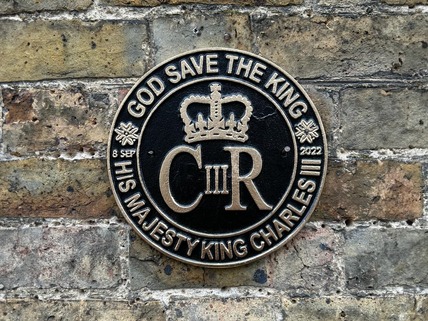 GOD SAVE THE KING
8 SEP
2022
CIIIR
HIS MAJESTY KING CHARLES III